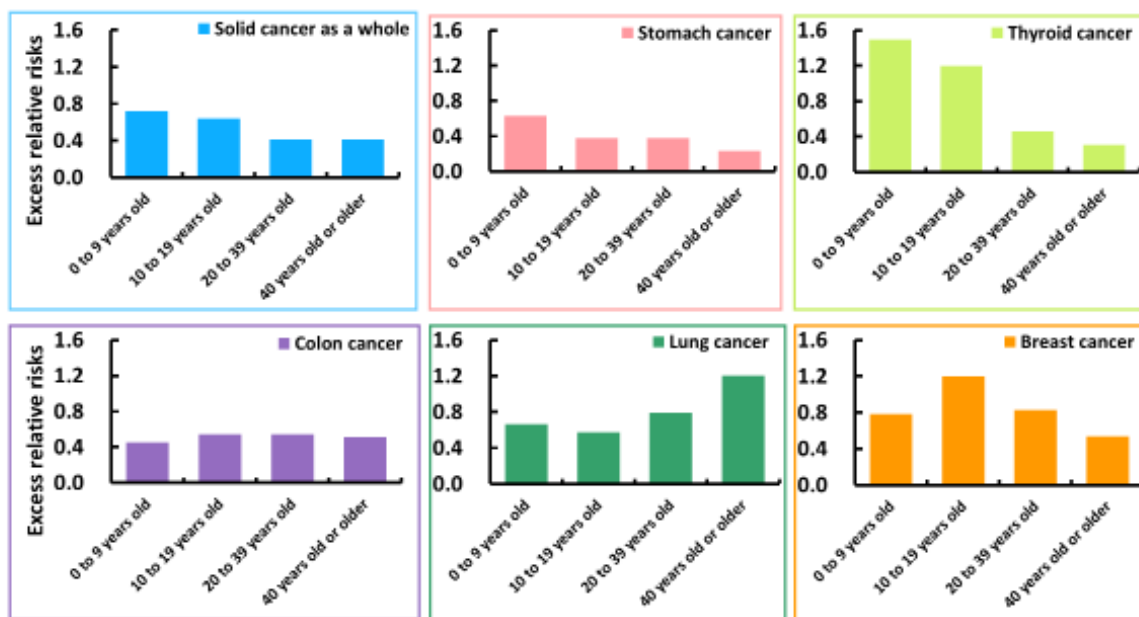 Excess relative risks
1.6
1.2
0.8
0.4
0.0
Solid cancer as a whole
0 to 9 years old
10 to 19 years old
20 to 39 years old
40 years old or older
1.6
1.2
0.8
0.4
0.0
Stomach cancer
0 to 9 years old
10 to 19 years old
20 to 39 years old
40 years old or older
1.6
1.2
0.8
0.4
0.0
Thyroid cancer
0 to 9 years old
10 to 19 years old
20 to 39 years old
40 years old or older
Excess relative risks
1.6
1.2
0.8
0.4
0.0
Colon cancer
0 to 9 years old
10 to 19 years old
20 to 39 years old
40 years old or older
1.6
1.2
0.8
0.4
0.0
Lung cancer
0 to 9 years old
10 to 19 years old
20 to 39 years old
40 years old or older
1.6
1.2
0.8
0.4
0.0
Breast cancer
0 to 9 years old
10 to 19 years old
20 to 39 years old
40 years old or older